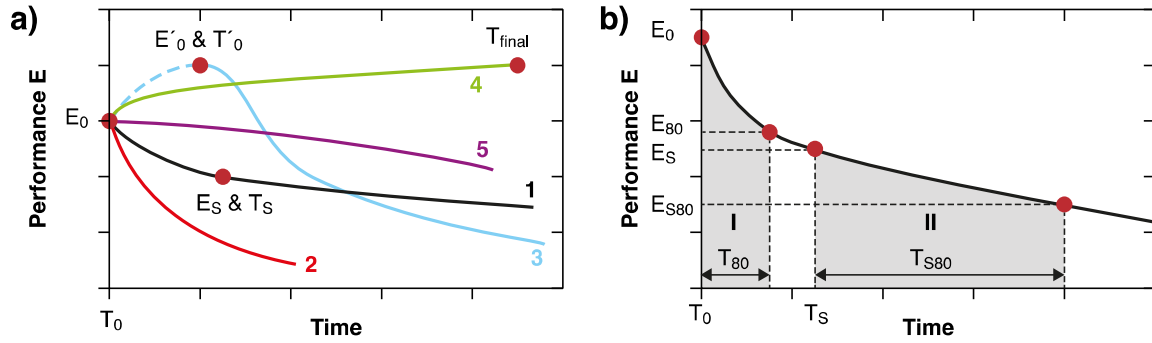 a)
E´0 & T´0
Tfinal
4
E0
5
1
ES & TS
2
3
Performance E
T0
Time
b)
E0
E80
ES
ES80
I
II
T80
TS80
Performance E
T0
TS
Time